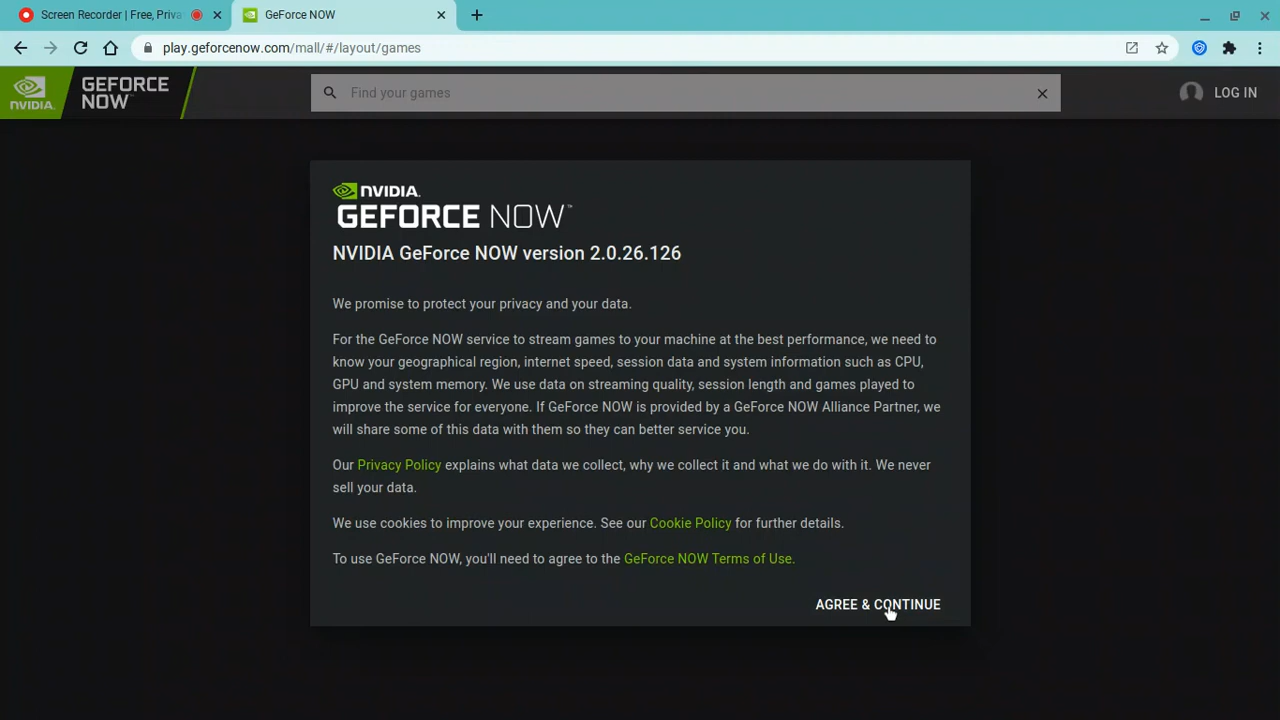 Screen Recorder | Free, Priva
GeForce NOW
play.geforcenow.com/mall/#/layout/games
NVIDIA.
GEFORCE
NOW™
Find your games
LOG IN
NVIDIA.
GEFORCE NOW™
NVIDIA GeForce NOW version 2.0.26.126
We promise to protect your privacy and your data.
For the GeForce NOW service to stream games to your machine at the best performance, we need to
know your geographical region, internet speed, session data and system information such as CPU,
GPU and system memory. We use data on streaming quality, session length and games played to
improve the service for everyone. If GeForce NOW is provided by a GeForce NOW Alliance Partner, we
will share some of this data with them so they can better service you.
Our Privacy Policy explains what data we collect, why we collect it and what we do with it. We never
sell your data.
We use cookies to improve your experience. See our Cookie Policy for further details.
To use GeForce NOW, you'll need to agree to the GeForce NOW Terms of Use.
AGREE & CONTINUE